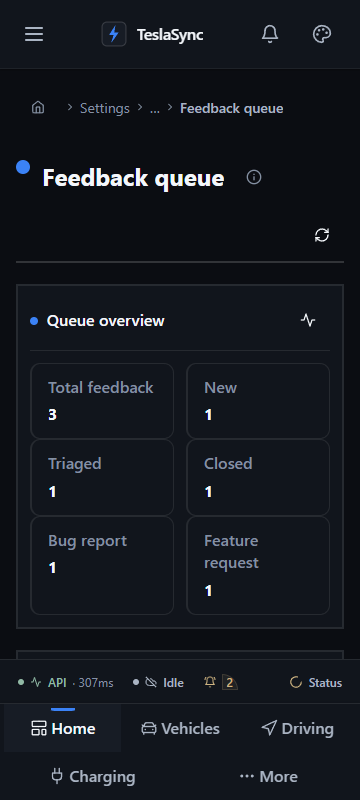 TeslaSync
Settings ... Feedback queue
Feedback queue
Queue overview
Total feedback
3
New
1
Triaged
1
Closed
1
Bug report
1
Feature
request
1
API · 307ms Idle 2 Status
Home Vehicles Driving
Charging ... More